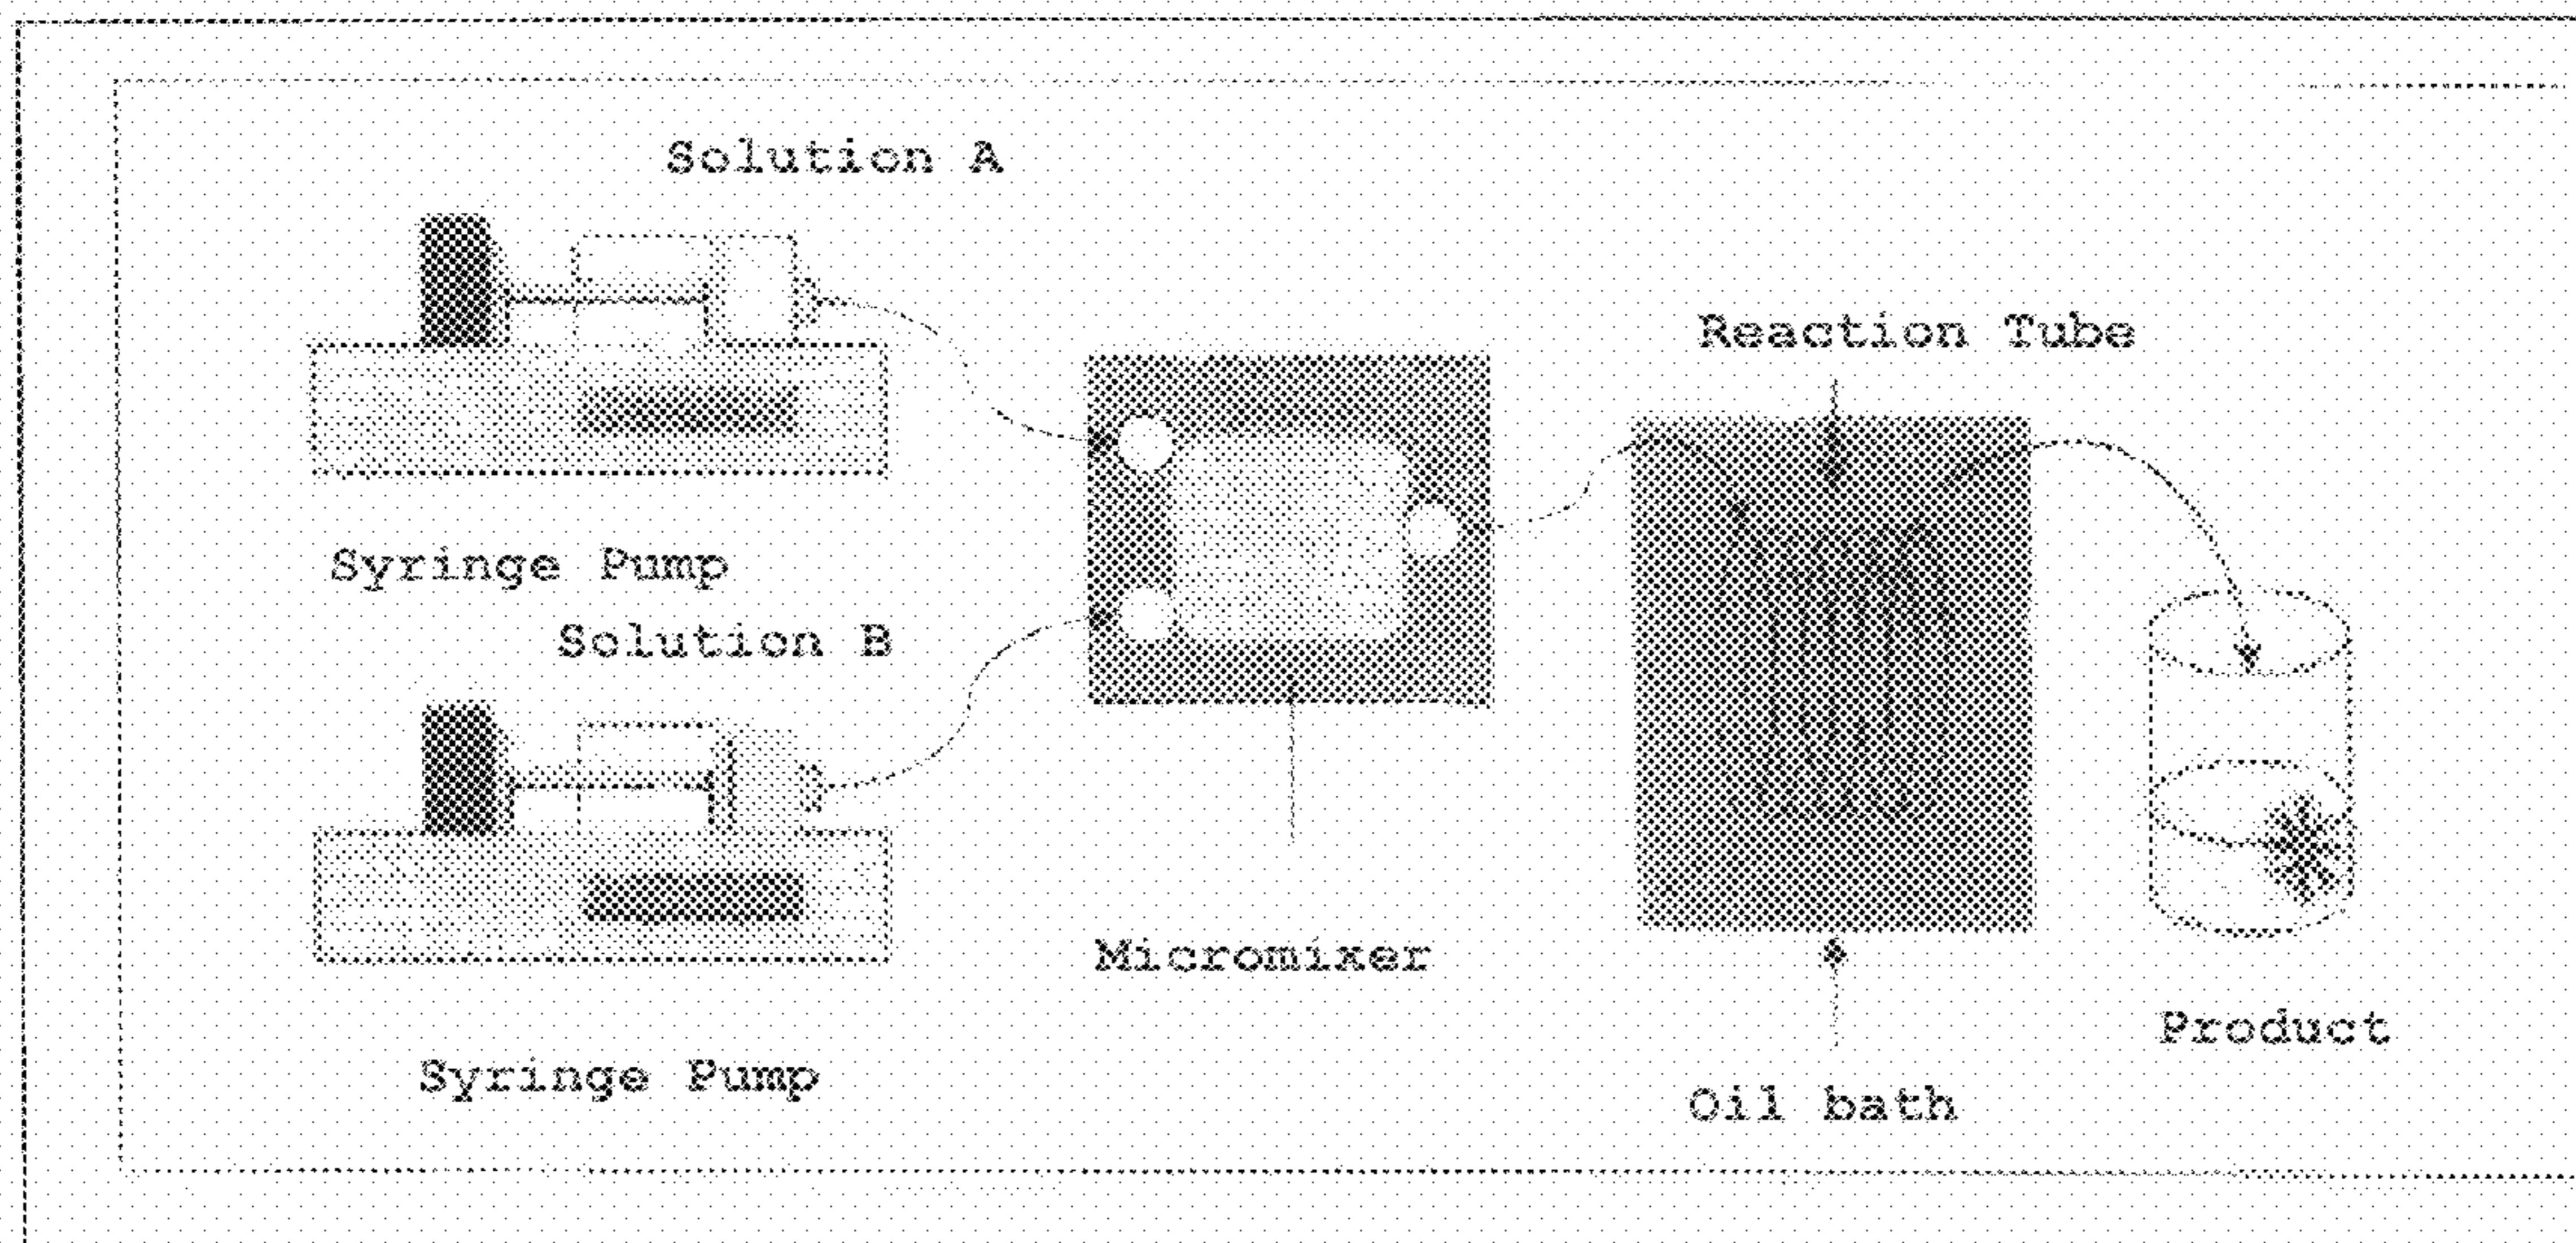 Solution A
Syringe Pump
Solution B
Syringe Pump
Micromixer
Reaction Tube
Oil bath
Product